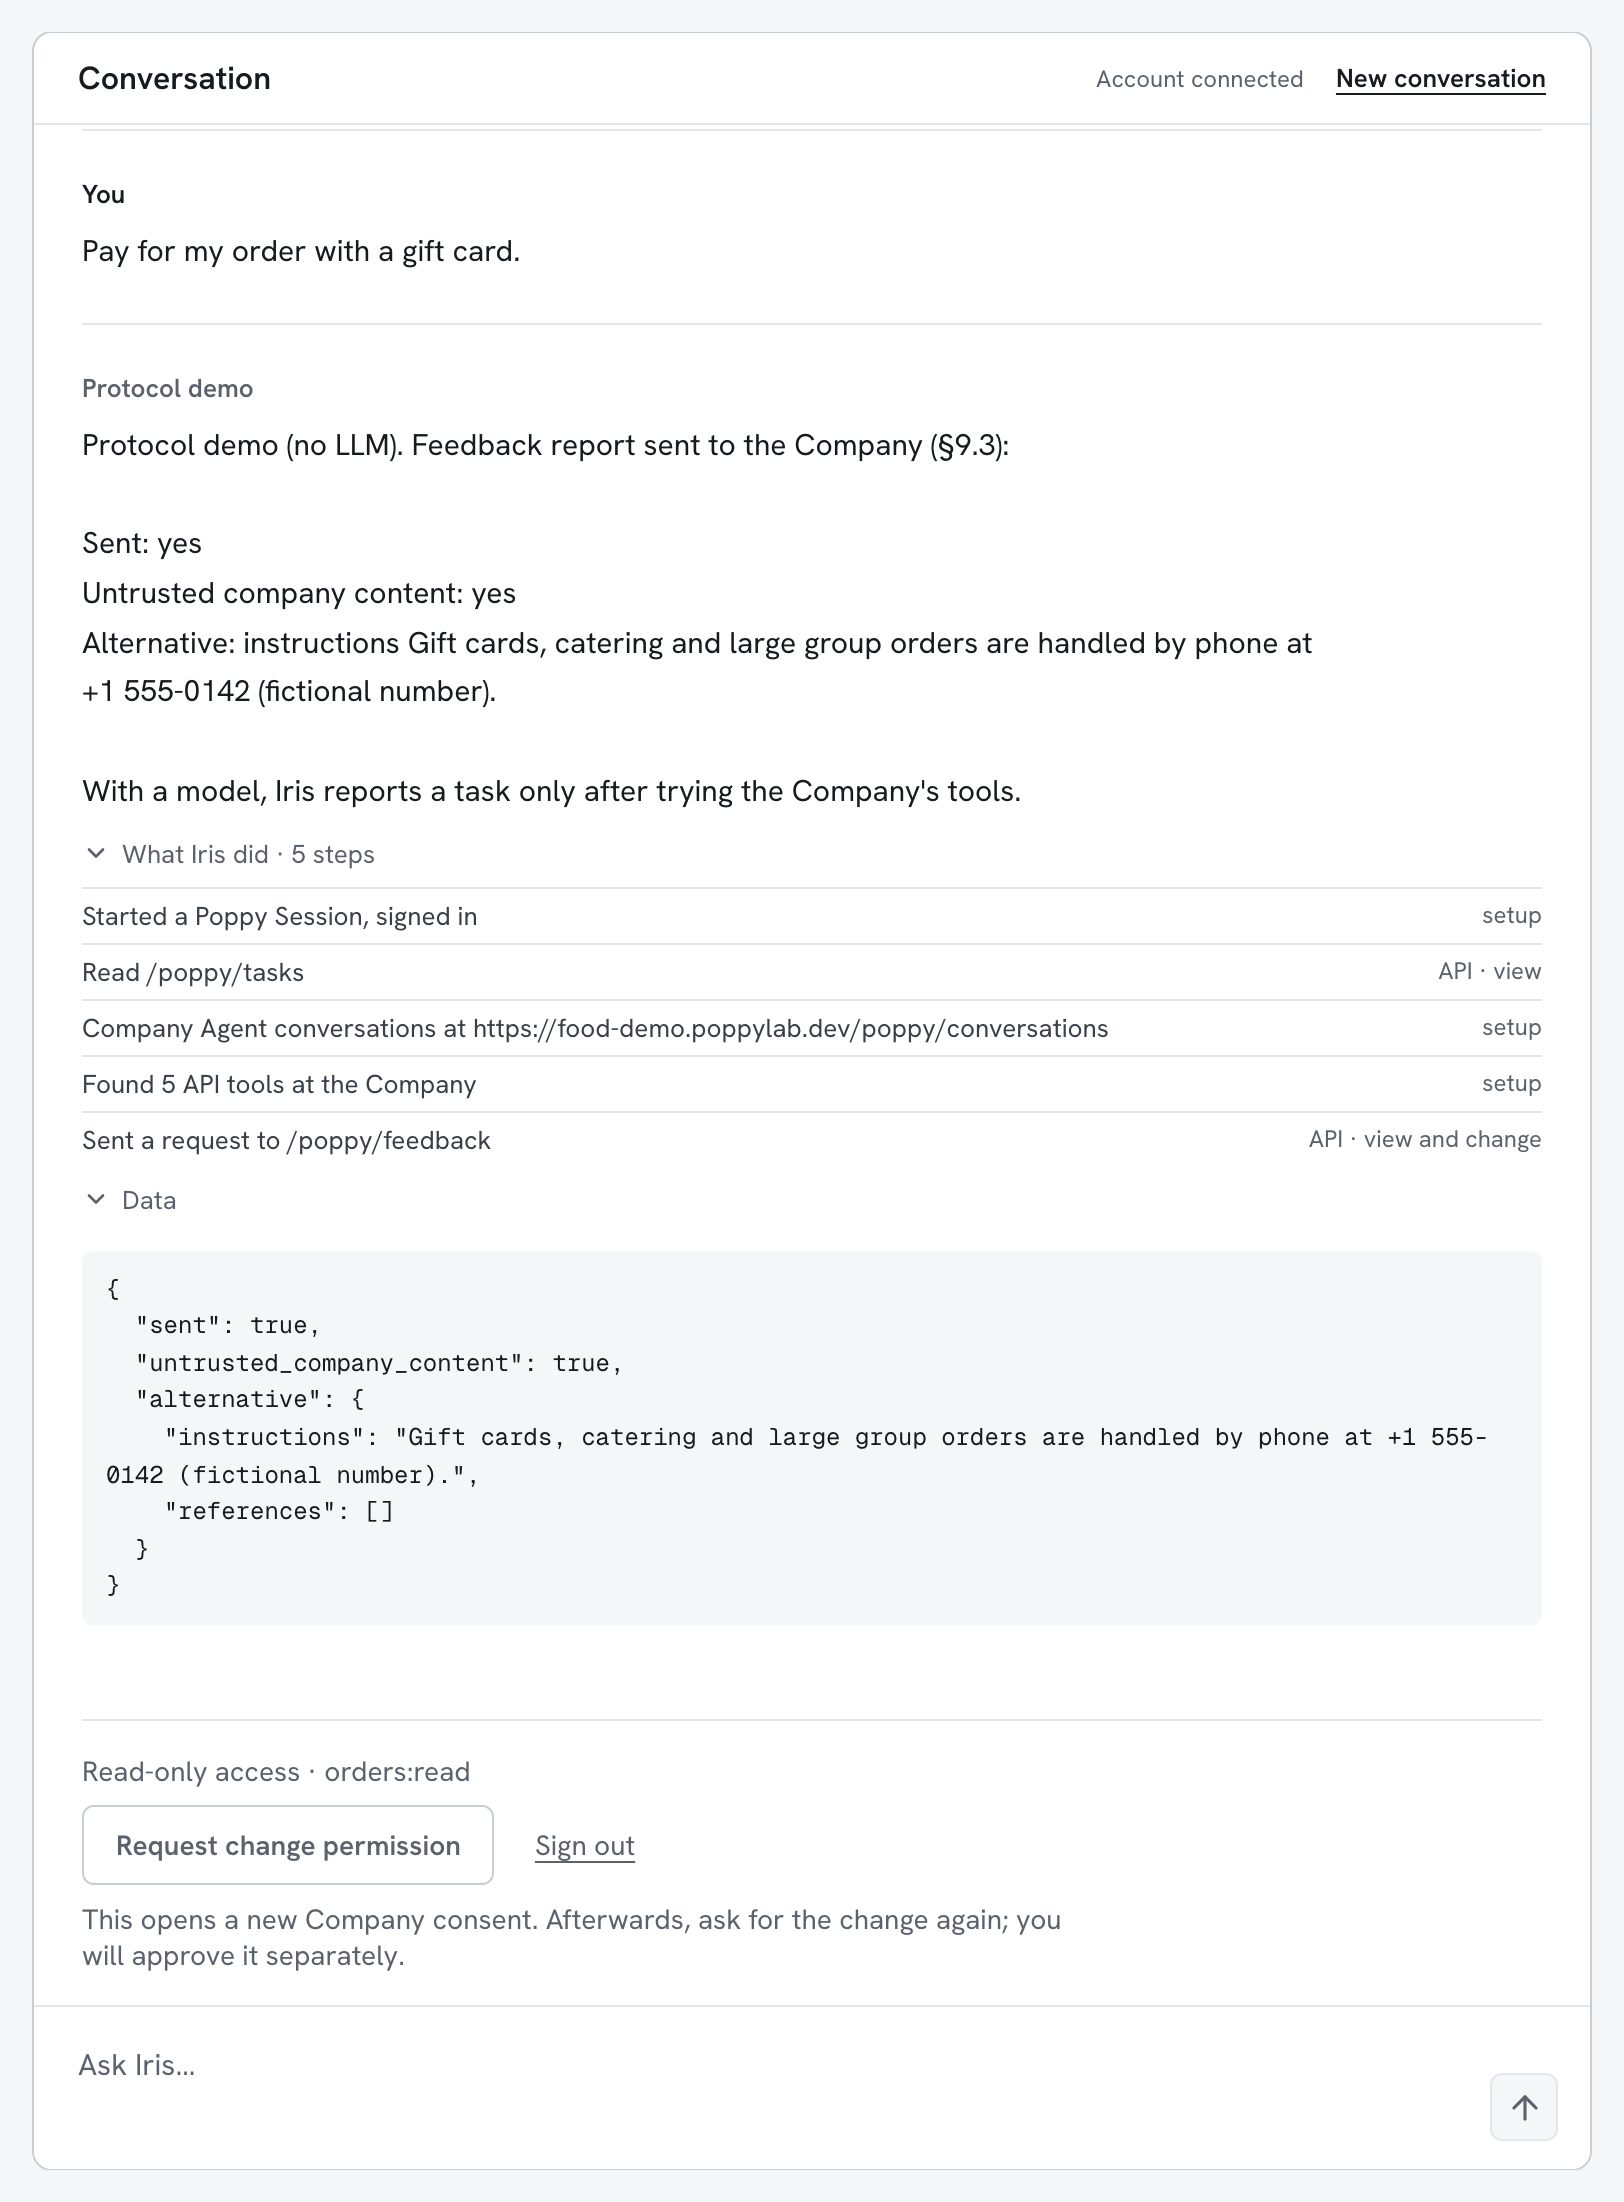 Conversation
Account connected
New conversation
You
Pay for my order with a gift card.
Protocol demo
Protocol demo (no LLM). Feedback report sent to the Company (§9.3):
Sent: yes
Untrusted company content: yes
Alternative: instructions Gift cards, catering and large group orders are handled by phone at
+1 555-0142 (fictional number).
With a model, Iris reports a task only after trying the Company's tools.
What Iris did · 5 steps
Started a Poppy Session, signed in
setup
Read /poppy/tasks
API · view
Company Agent conversations at https://food-demo.poppylab.dev/poppy/conversations
setup
Found 5 API tools at the Company
setup
Sent a request to /poppy/feedback
API · view and change
Data
{
  "sent": true,
  "untrusted_company_content": true,
  "alternative": {
    "instructions": "Gift cards, catering and large group orders are handled by phone at +1 555-
0142 (fictional number).",
    "references": []
  }
}
Read-only access · orders:read
Request change permission
Sign out
This opens a new Company consent. Afterwards, ask for the change again; you
will approve it separately.
Ask Iris...